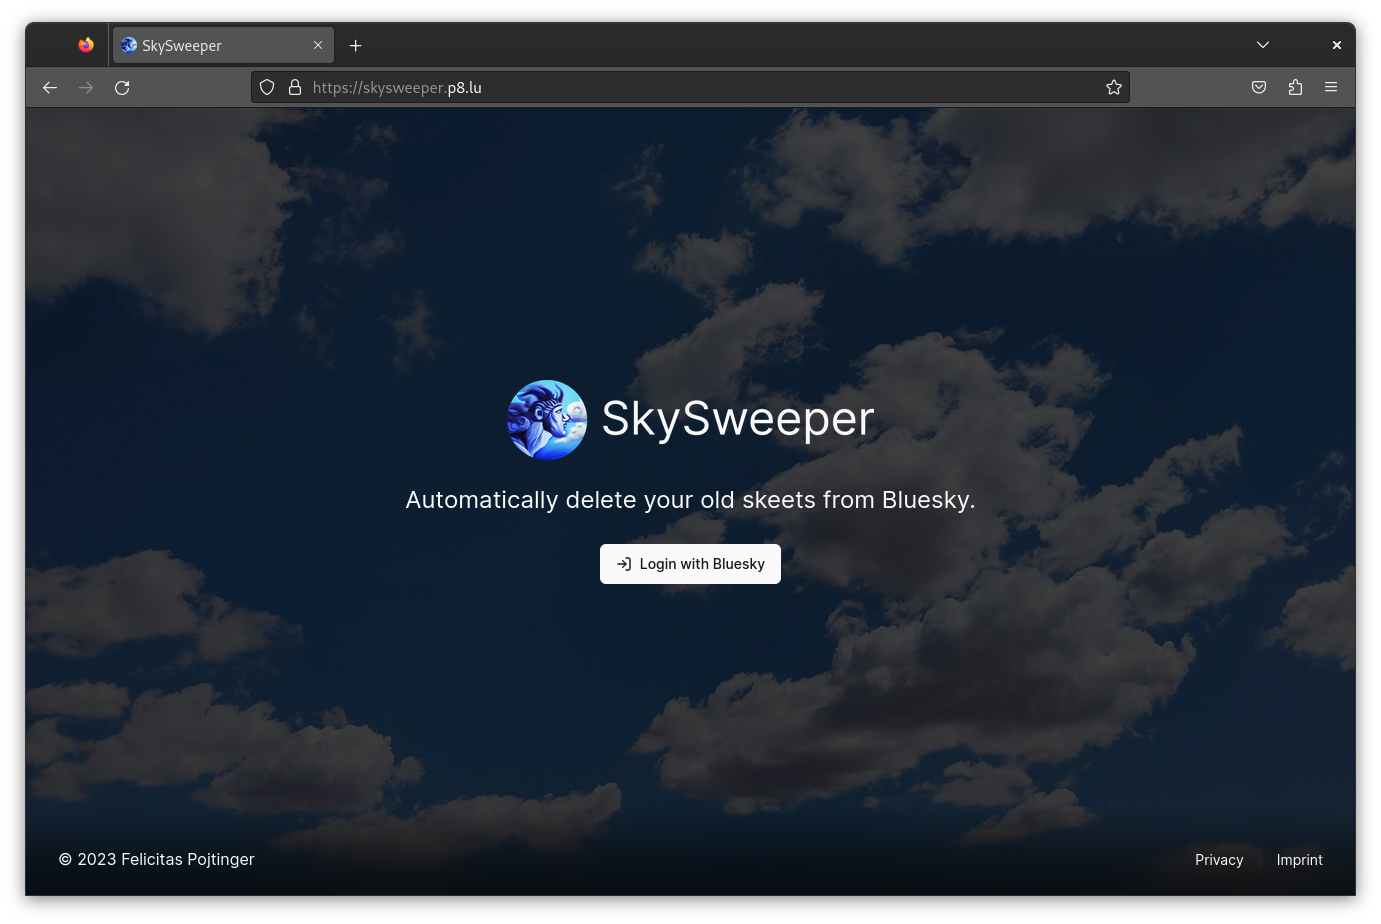 SkySweeper
https://skysweeper.p8.lu
SkySweeper
Automatically delete your old skeets from Bluesky.
Login with Bluesky
© 2023 Felicitas Pojtinger
Privacy
Imprint